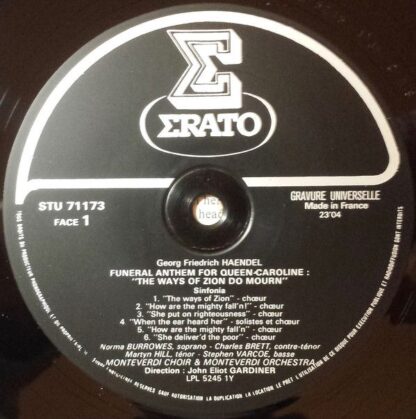 ΣRATO
STU 71173
FACE 1
GRAVURE UNIVERSELLE
Made in France
23'04
Georg Friedrich HAENDEL
FUNERAL ANTHEM FOR QUEEN-CAROLINE :
"THE WAYS OF ZION DO MOURN"
Sinfonia
1. "The ways of Zion" - chœur
2. "How are the mighty fall'n!" - chœur
3. "She put on righteousness" - chœur
4. "When the ear heard her" - solistes et chœur
5. "How are the mighty fall'n" - chœur
6. "She deliver'd the poor" - chœur
Norma BURROWES, soprano - Charles BRETT, contre-ténor
Martyn HILL, ténor - Stephen VARCOE, basse
MONTEVERDI CHOIR & MONTEVERDI ORCHESTRA
Direction : John Eliot GARDINER
LPL 5245 1Y